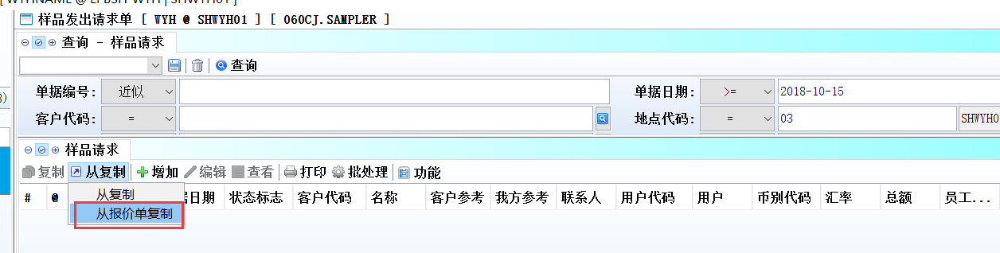 [ WYHNAME @ EFBSH-WYH | SHWYH01 ]
样品发出请求单 [ WYH @ SHWYH01 ] [ 060CJ.SAMPLER ]
查询 - 样品请求
查询
单据编号: 近似 单据日期: >= 2018-10-15
客户代码: = 地点代码: = 03 SHWYH0
样品请求
复制 从复制 增加 编辑 查看 打印 批处理 功能
# @ 据日期 状态标志 客户代码 名称 客户参考 我方参考 联系人 用户代码 用户 币别代码 汇率 总额 员工...
从复制
从报价单复制